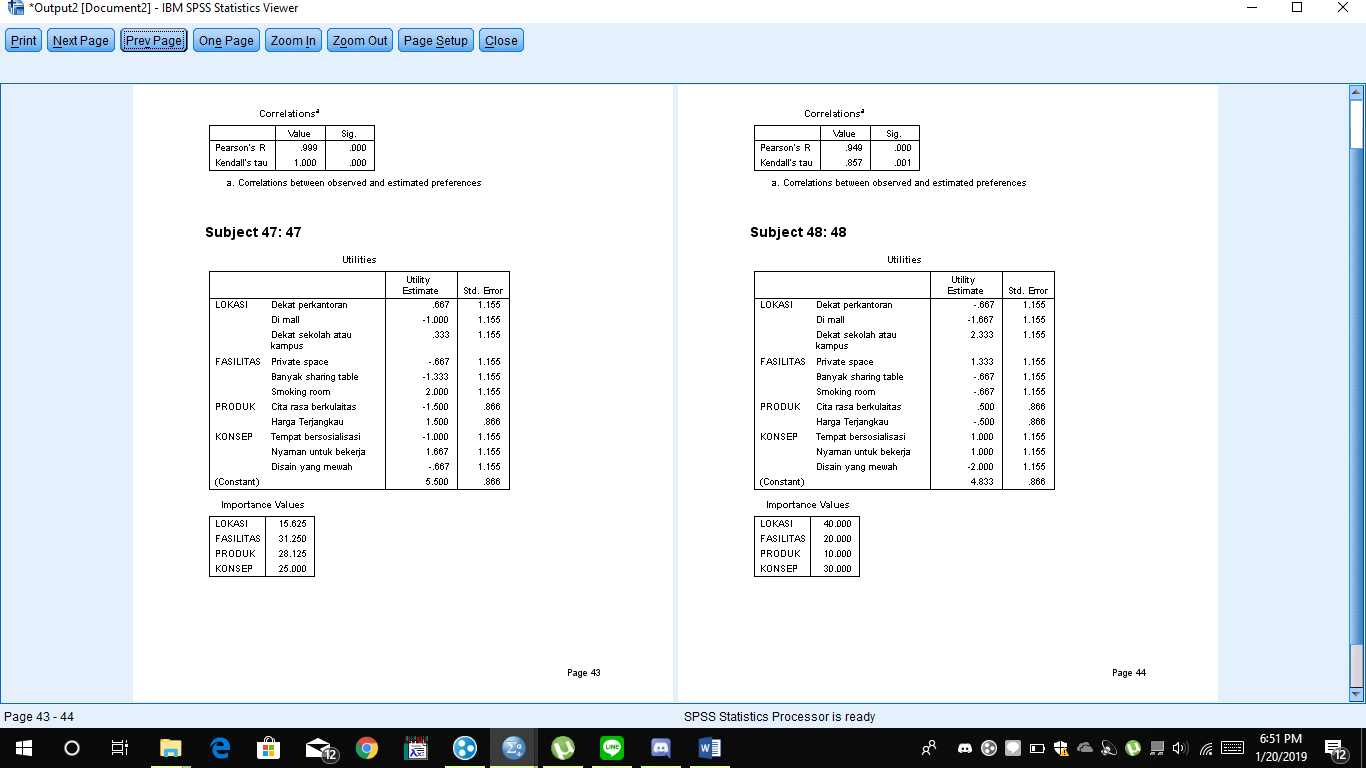 *Output2 [Document2] - IBM SPSS Statistics Viewer
Print Next Page Prev Page One Page Zoom In Zoom Out Page Setup Close
Correlationsª
Value Sig.
Pearson's R .999 .000
Kendall's tau 1.000 .000
a. Correlations between observed and estimated preferences
Subject 47: 47
Utilities
Utility
Estimate Std. Error
LOKASI Dekat perkantoran .667 1.155
Di mall -1.000 1.155
Dekat sekolah atau .333 1.155
kampus
FASILITAS Private space -.667 1.155
Banyak sharing table -1.333 1.155
Smoking room 2.000 1.155
PRODUK Cita rasa berkulaitas -1.500 .866
Harga Terjangkau 1.500 .866
KONSEP Tempat bersosialisasi -1.000 1.155
Nyaman untuk bekerja 1.667 1.155
Disain yang mewah -.667 1.155
(Constant) 5.500 .866
Importance Values
LOKASI 15.625
FASILITAS 31.250
PRODUK 28.125
KONSEP 25.000
Page 43
Correlationsª
Value Sig.
Pearson's R .949 .000
Kendall's tau .857 .001
a. Correlations between observed and estimated preferences
Subject 48: 48
Utilities
Utility
Estimate Std. Error
LOKASI Dekat perkantoran -.667 1.155
Di mall -1.667 1.155
Dekat sekolah atau 2.333 1.155
kampus
FASILITAS Private space 1.333 1.155
Banyak sharing table -.667 1.155
Smoking room -.667 1.155
PRODUK Cita rasa berkulaitas .500 .866
Harga Terjangkau -.500 .866
KONSEP Tempat bersosialisasi 1.000 1.155
Nyaman untuk bekerja 1.000 1.155
Disain yang mewah -2.000 1.155
(Constant) 4.833 .866
Importance Values
LOKASI 40.000
FASILITAS 20.000
PRODUK 10.000
KONSEP 30.000
Page 44
Page 43 - 44 SPSS Statistics Processor is ready
12
LINE
6:51 PM
1/20/2019
12